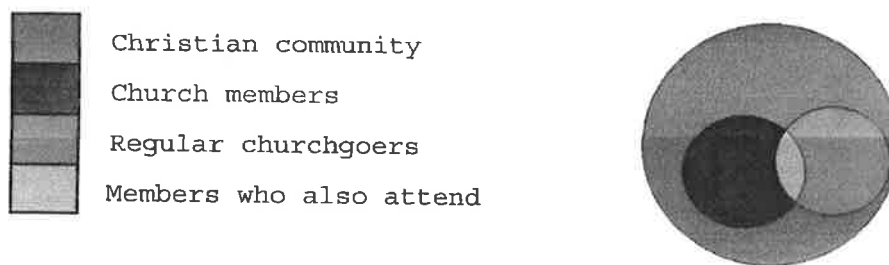 Christian community
Church members
Regular churchgoers
Members who also attend